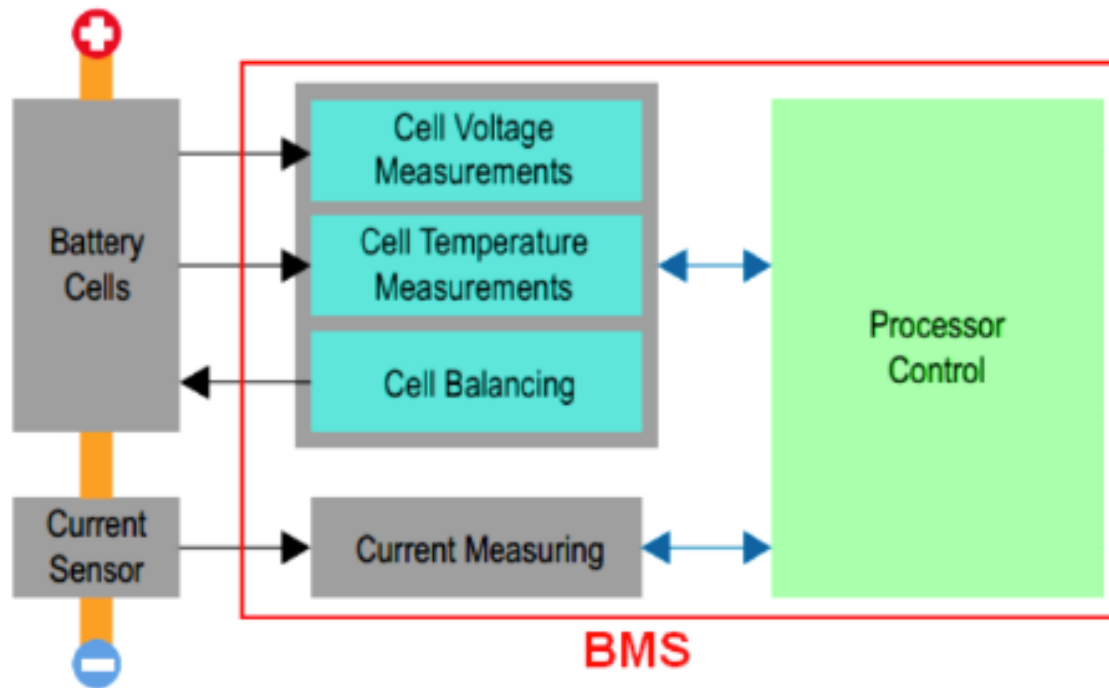 Cell Voltage
Measurements
Battery
Cells
Cell Temperature
Measurements
Processor
Control
Cell Balancing
Current
Sensor
Current Measuring
BMS